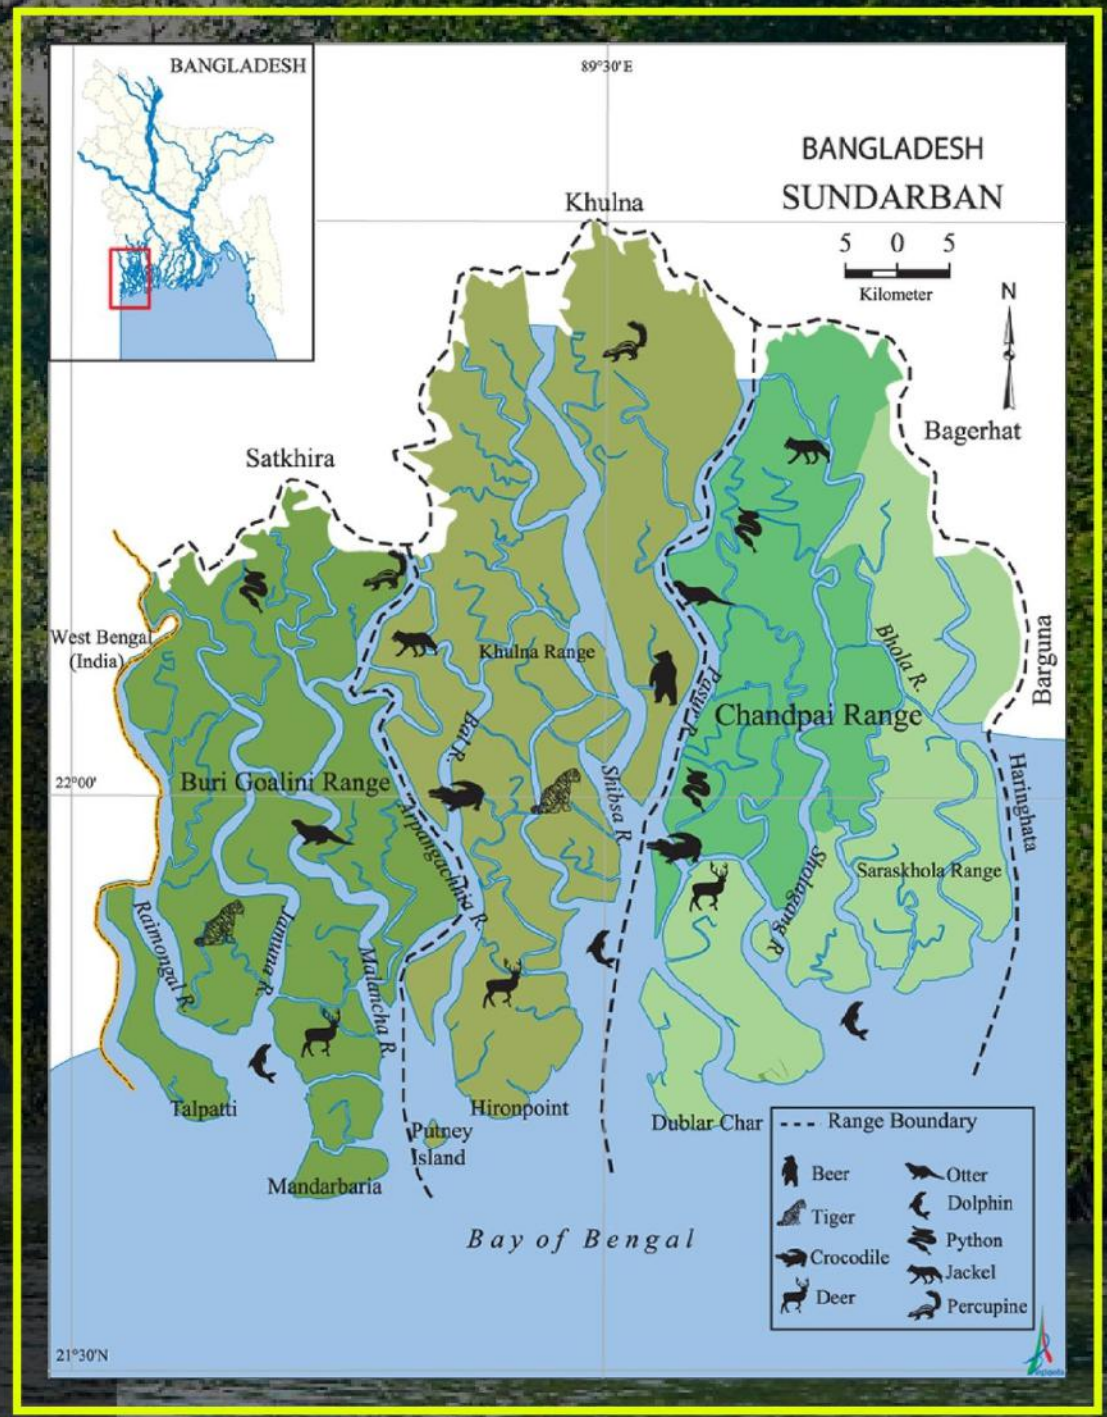 BANGLADESH
89°30'E
BANGLADESH
SUNDARBAN
Khulna
5 0 5
Kilometer
N
Bagerhat
Satkhira
West Bengal
(India)
Khulna Range
Bhola R.
Barguna
Pasur R.
Chandpai Range
Bal R.
22°00'
Buri Goalini Range
Shibsa R.
Haringhata
Arpangachhia R.
Sholagang R.
Saraskhola Range
Raimongal R.
Jamuna R.
Malancha R.
Talpatti
Hironpoint
Dublar Char
Putney
Island
Mandarbaria
Bay of Bengal
Range Boundary
Beer
Otter
Tiger
Dolphin
Crocodile
Python
Deer
Jackel
Percupine
21°30'N